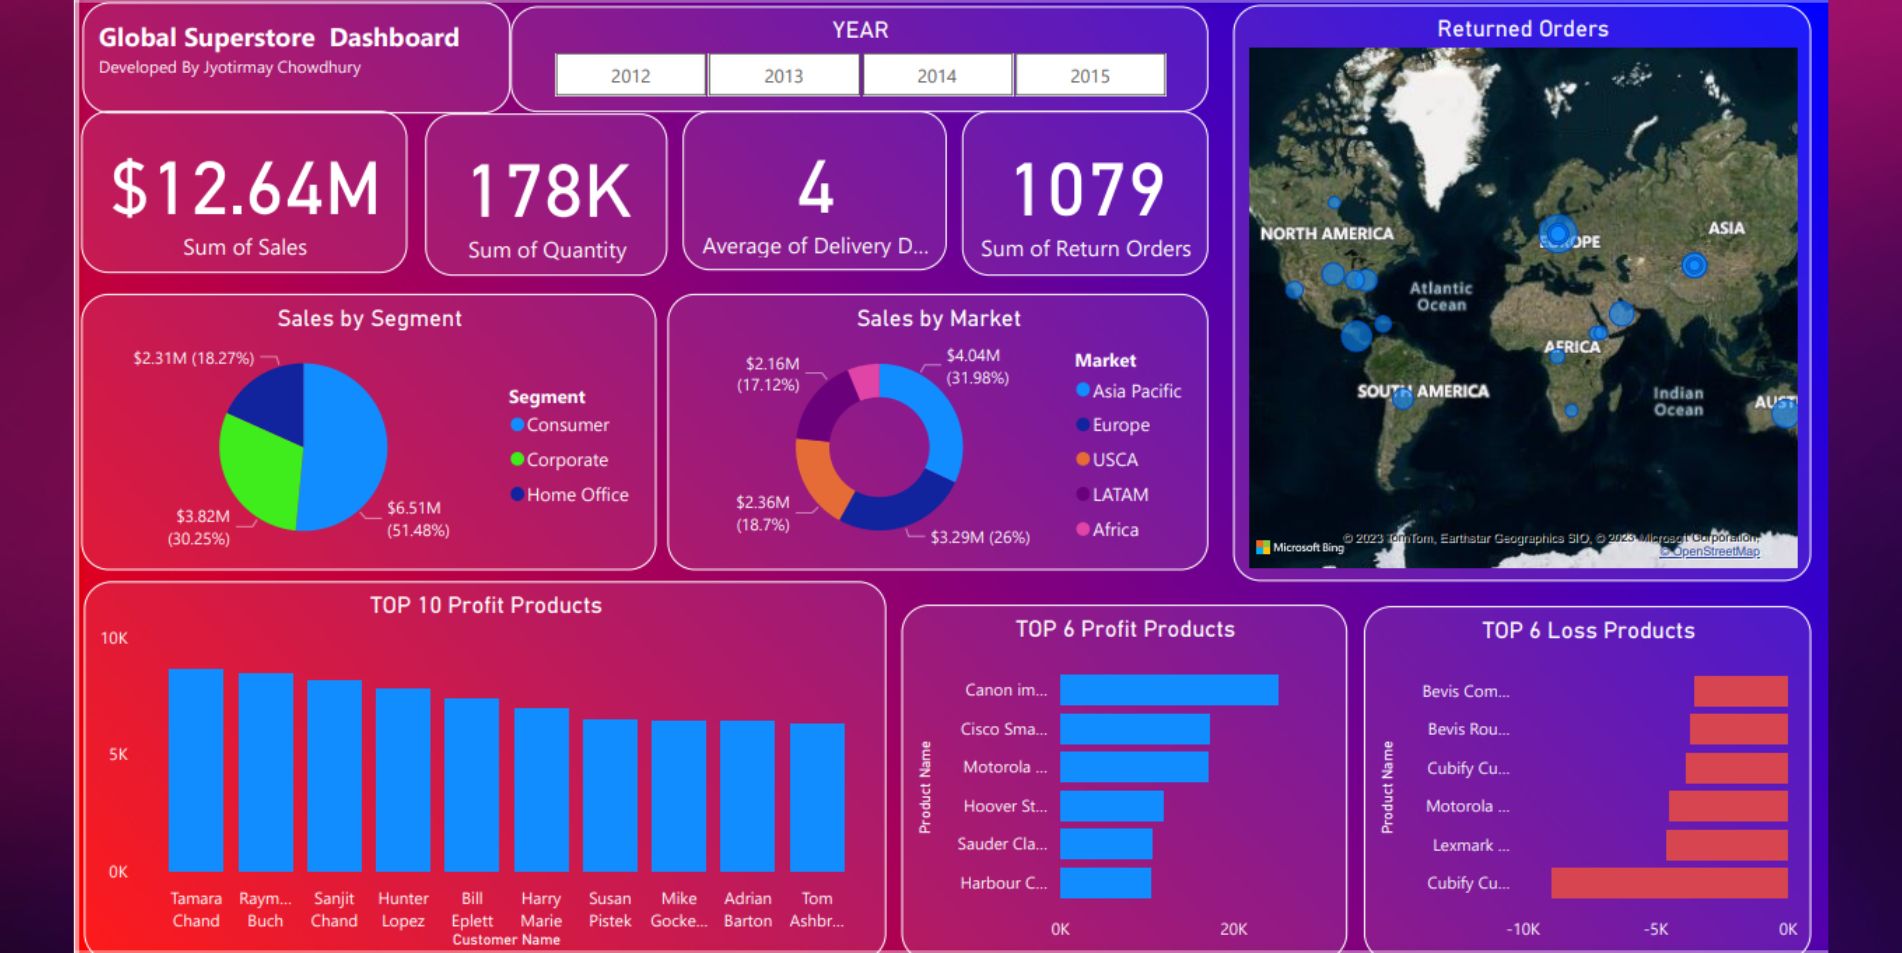 Global Superstore Dashboard
Developed By Jyotirmay Chowdhury
YEAR
2012
2013
2014
2015
$12.64M
Sum of Sales
178K
Sum of Quantity
4
Average of Delivery D...
1079
Sum of Return Orders
Returned Orders
NORTH AMERICA
EUROPE
ASIA
Atlantic
Ocean
AFRICA
SOUTH AMERICA
Indian
Ocean
AUST
Microsoft Bing
© 2023 TomTom, Earthstar Geographics SIO, © 2023 Microsoft Corporation,
© OpenStreetMap
Sales by Segment
$2.31M (18.27%)
$3.82M
(30.25%)
$6.51M
(51.48%)
Segment
Consumer
Corporate
Home Office
Sales by Market
$2.16M
(17.12%)
$4.04M
(31.98%)
$2.36M
(18.7%)
$3.29M (26%)
Market
Asia Pacific
Europe
USCA
LATAM
Africa
TOP 10 Profit Products
10K
5K
0K
Tamara
Chand
Raym...
Buch
Sanjit
Chand
Hunter
Lopez
Bill
Eplett
Harry
Marie
Susan
Pistek
Mike
Gocke...
Adrian
Barton
Tom
Ashbr...
Customer Name
TOP 6 Profit Products
Product Name
Canon im...
Cisco Sma...
Motorola ...
Hoover St...
Sauder Cla...
Harbour C...
0K
20K
TOP 6 Loss Products
Product Name
Bevis Com...
Bevis Rou...
Cubify Cu...
Motorola ...
Lexmark ...
Cubify Cu...
-10K
-5K
0K